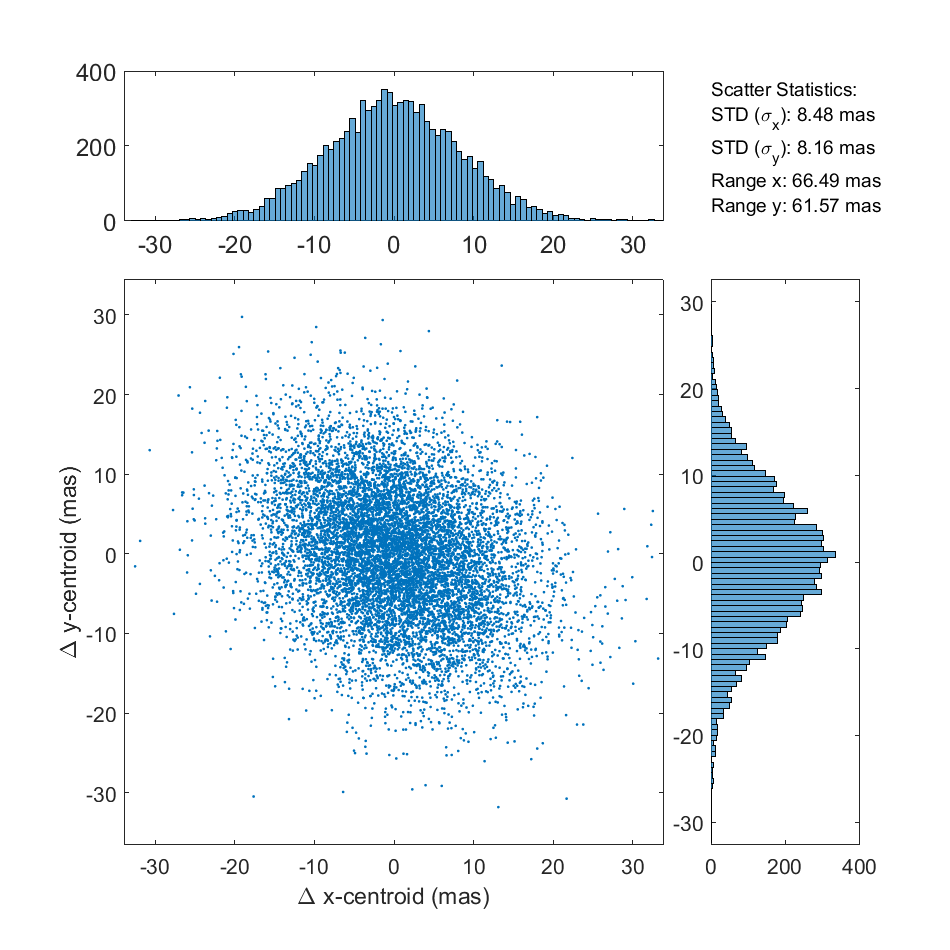 400
200
0
-30 -20 -10 0 10 20 30
Scatter Statistics:
STD (σx): 8.48 mas
STD (σy): 8.16 mas
Range x: 66.49 mas
Range y: 61.57 mas
30
20
10
0
-10
-20
-30
Δ y-centroid (mas)
-30 -20 -10 0 10 20 30
Δ x-centroid (mas)
30
20
10
0
-10
-20
-30
0 200 400